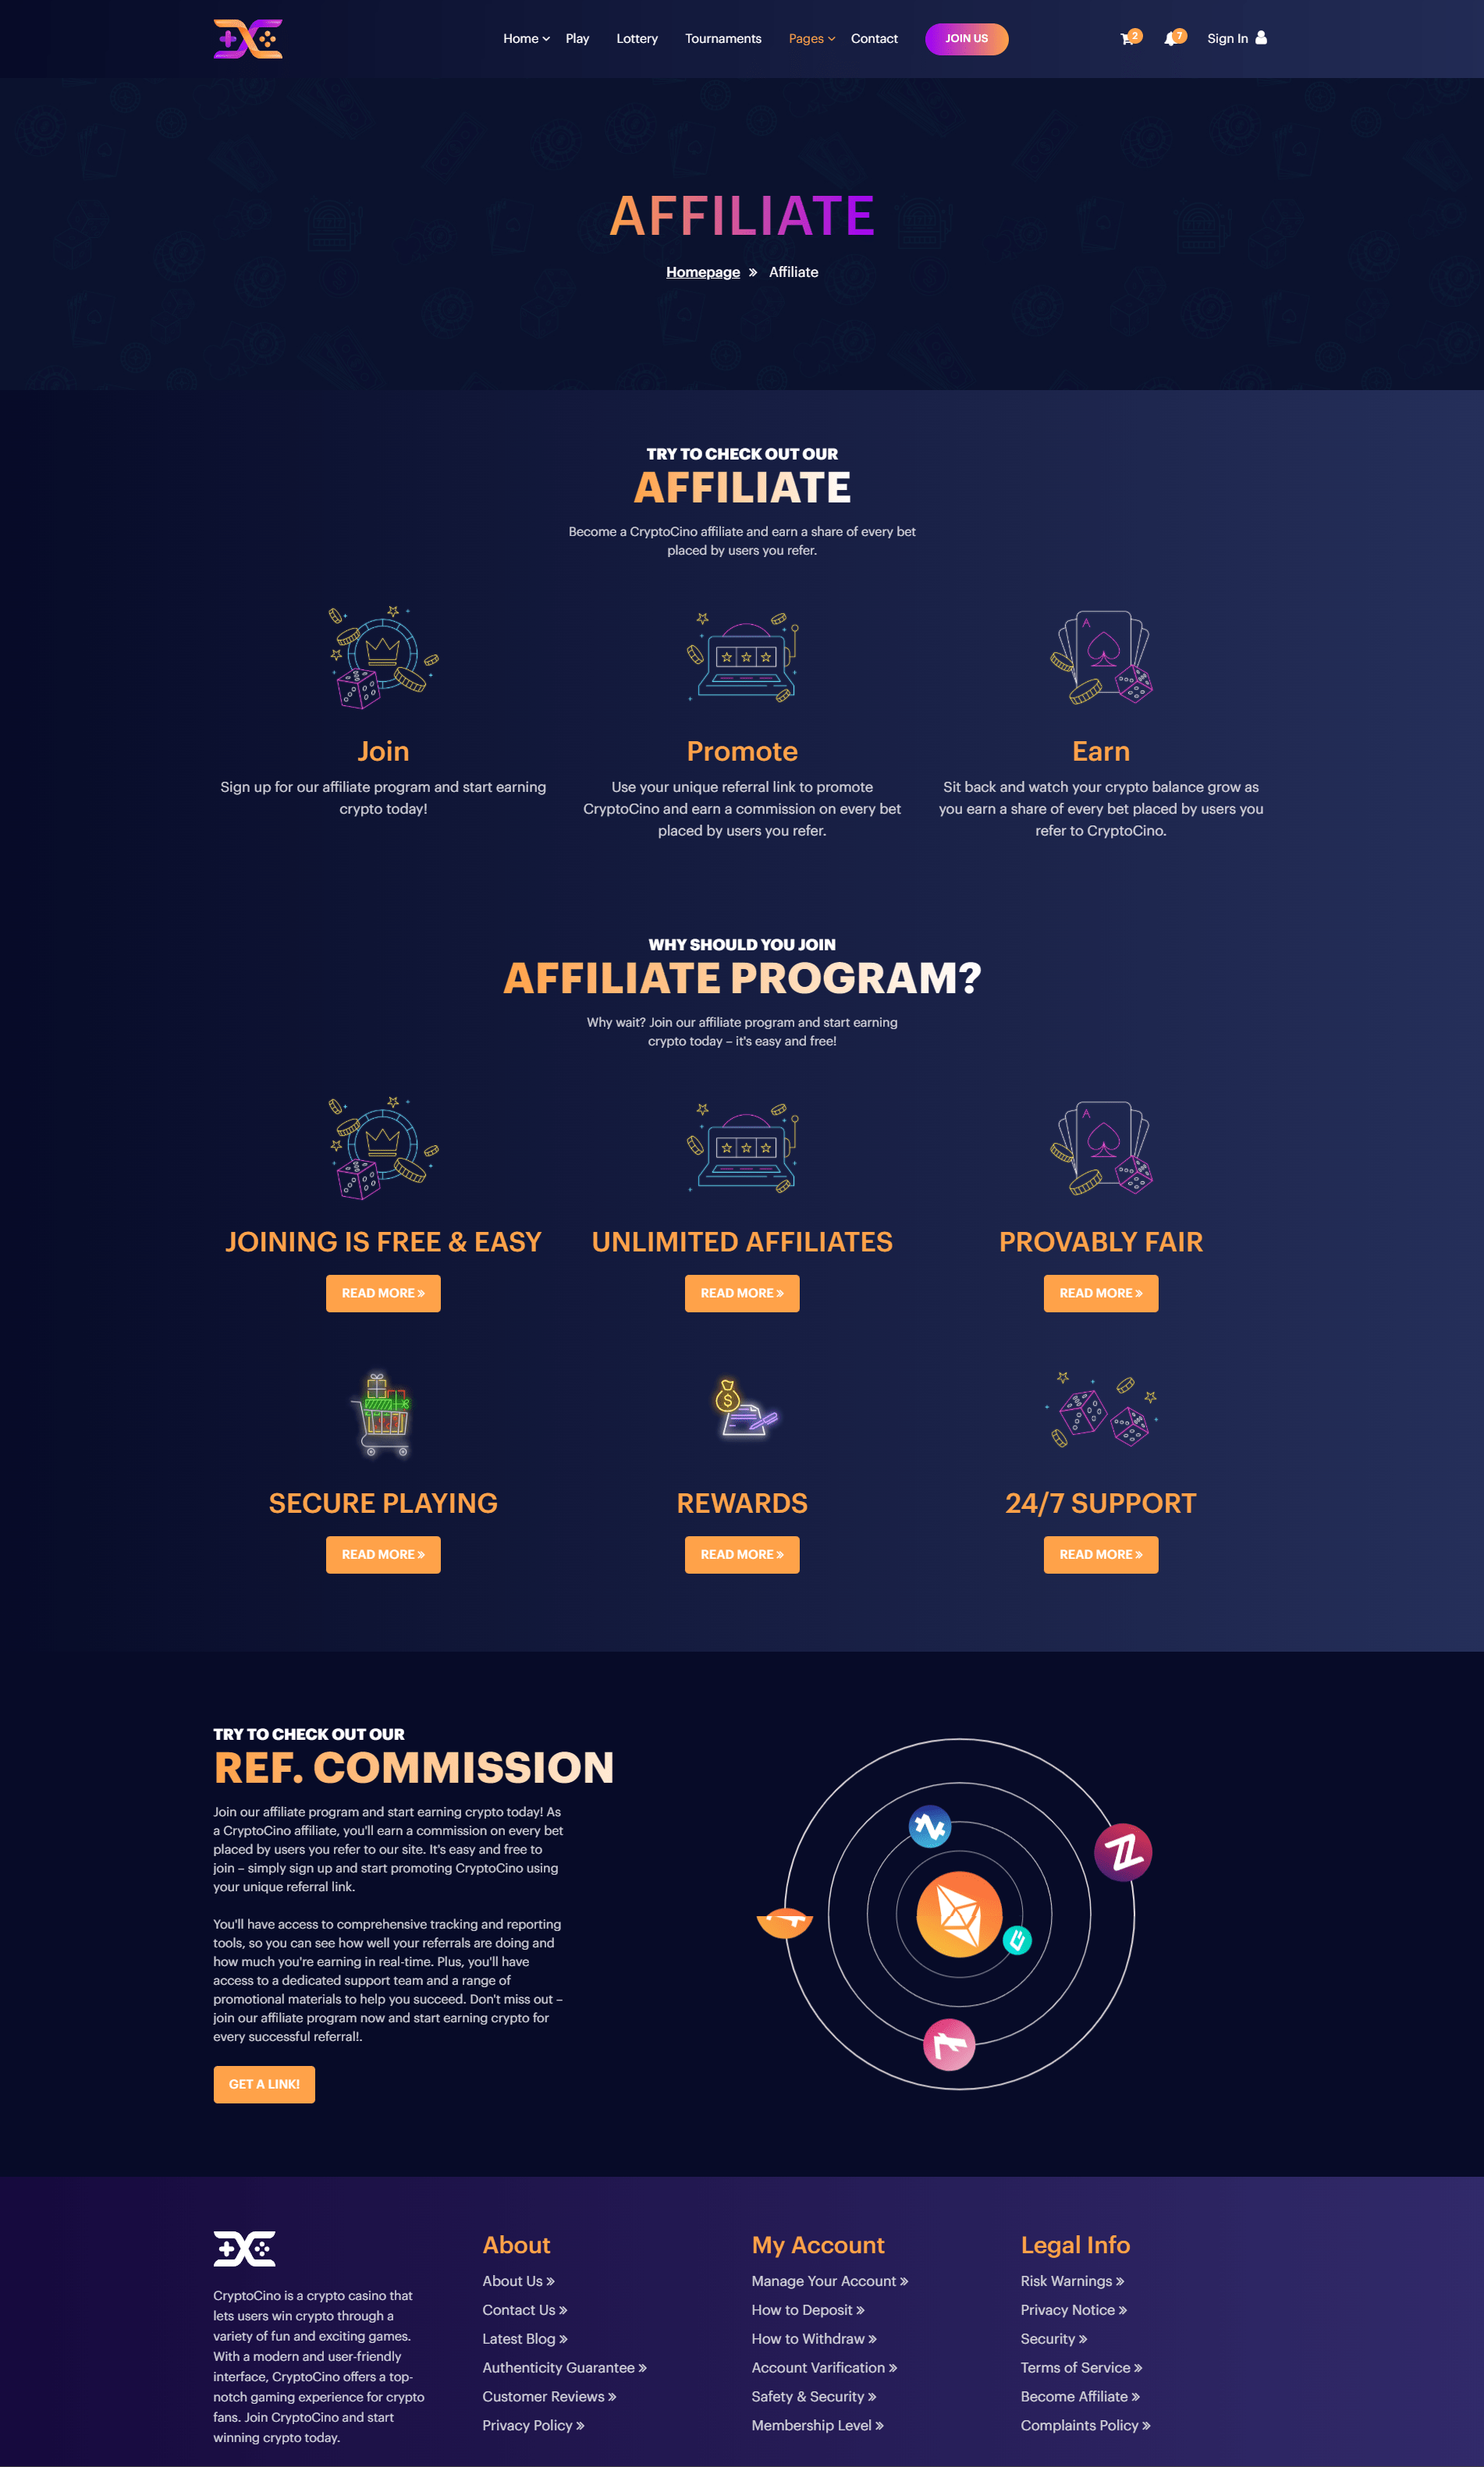 Home
Play
Lottery
Tournaments
Pages
Contact
JOIN US
2
7
Sign In
AFFILIATE
Homepage » Affiliate
TRY TO CHECK OUT OUR
AFFILIATE
Become a CryptoCino affiliate and earn a share of every bet
placed by users you refer.
A
Join
Sign up for our affiliate program and start earning
crypto today!
Promote
Use your unique referral link to promote
CryptoCino and earn a commission on every bet
placed by users you refer.
Earn
Sit back and watch your crypto balance grow as
you earn a share of every bet placed by users you
refer to CryptoCino.
WHY SHOULD YOU JOIN
AFFILIATE PROGRAM?
Why wait? Join our affiliate program and start earning
crypto today – it's easy and free!
A
JOINING IS FREE & EASY
READ MORE »
UNLIMITED AFFILIATES
READ MORE »
PROVABLY FAIR
READ MORE »
$
SECURE PLAYING
READ MORE »
REWARDS
READ MORE »
24/7 SUPPORT
READ MORE »
TRY TO CHECK OUT OUR
REF. COMMISSION
Join our affiliate program and start earning crypto today! As
a CryptoCino affiliate, you'll earn a commission on every bet
placed by users you refer to our site. It's easy and free to
join – simply sign up and start promoting CryptoCino using
your unique referral link.
You'll have access to comprehensive tracking and reporting
tools, so you can see how well your referrals are doing and
how much you're earning in real-time. Plus, you'll have
access to a dedicated support team and a range of
promotional materials to help you succeed. Don't miss out –
join our affiliate program now and start earning crypto for
every successful referral!.
GET A LINK!
CryptoCino is a crypto casino that
lets users win crypto through a
variety of fun and exciting games.
With a modern and user-friendly
interface, CryptoCino offers a top-
notch gaming experience for crypto
fans. Join CryptoCino and start
winning crypto today.
About
About Us »
Contact Us »
Latest Blog »
Authenticity Guarantee »
Customer Reviews »
Privacy Policy »
My Account
Manage Your Account »
How to Deposit »
How to Withdraw »
Account Varification »
Safety & Security »
Membership Level »
Legal Info
Risk Warnings »
Privacy Notice »
Security »
Terms of Service »
Become Affiliate »
Complaints Policy »